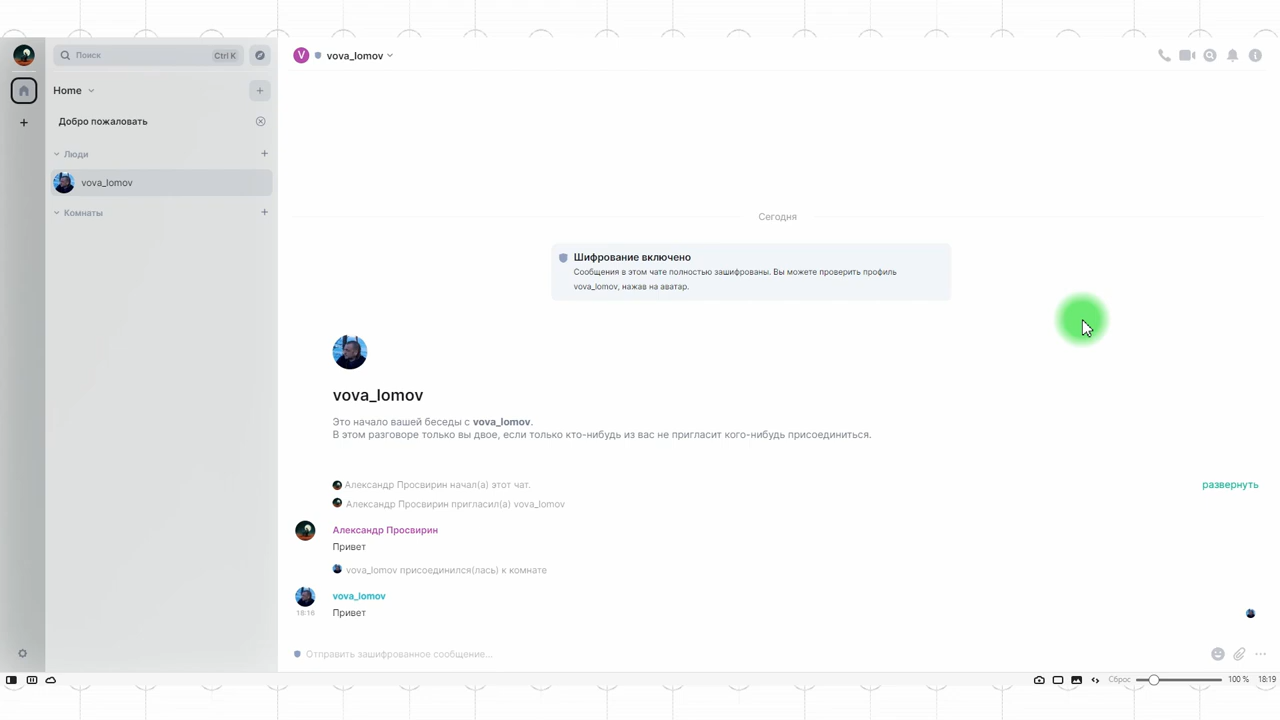 Поиск
Ctrl K
V
vova_lomov
Home
Добро пожаловать
Люди
vova_lomov
Комнаты
Сегодня
Шифрование включено
Сообщения в этом чате полностью зашифрованы. Вы можете проверить профиль
vova_lomov, нажав на аватар.
vova_lomov
Это начало вашей беседы с vova_lomov.
В этом разговоре только вы двое, если только кто-нибудь из вас не пригласит кого-нибудь присоединиться.
Александр Просвирин начал(а) этот чат.
развернуть
Александр Просвирин пригласил(а) vova_lomov
Александр Просвирин
Привет
vova_lomov присоединился(лась) к комнате
vova_lomov
18:16
Привет
Отправить зашифрованное сообщение…
Сброс
100 %
18:19